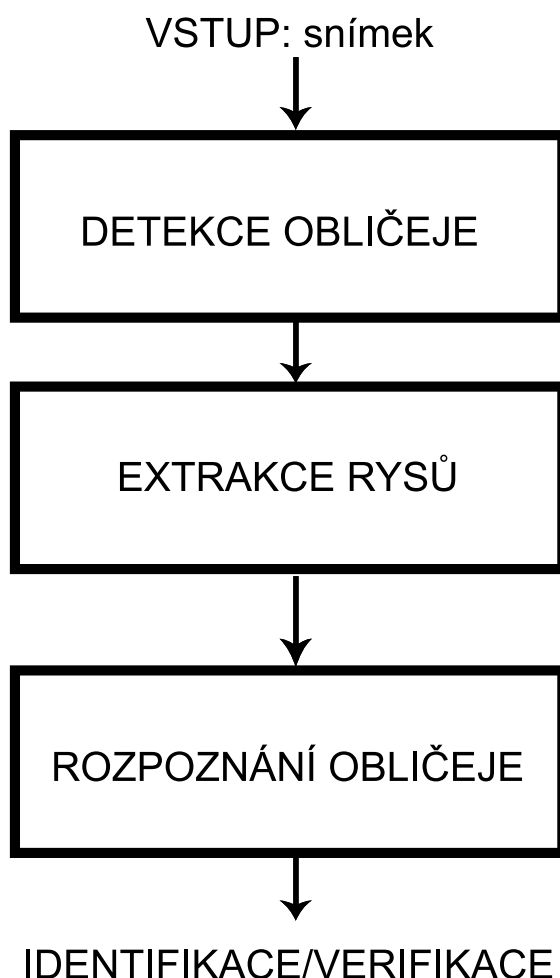 VSTUP: snímek
DETEKCE OBLIČEJE
EXTRAKCE RYSŮ
ROZPOZNÁNÍ OBLIČEJE
IDENTIFIKACE/VERIFIKACE